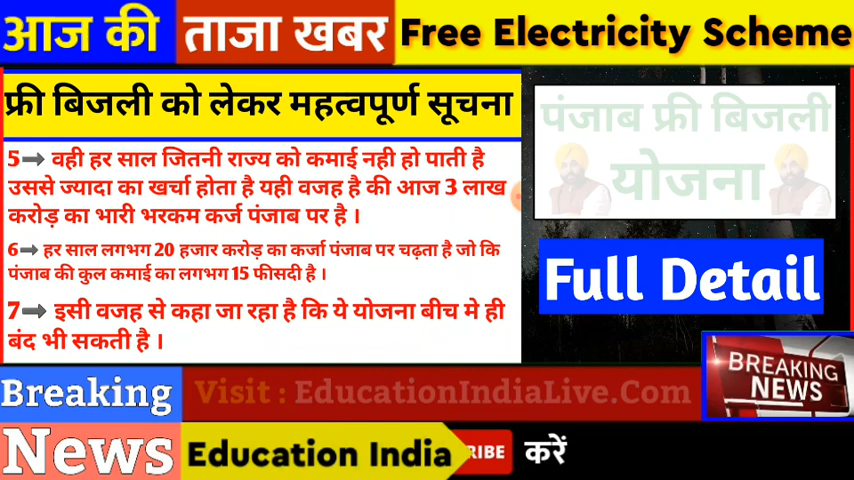 आज की ताजा खबर Free Electricity Scheme
फ्री बिजली को लेकर महत्वपूर्ण सूचना
5➡ वही हर साल जितनी राज्य को कमाई नही हो पाती है
उससे ज्यादा का खर्चा होता है यही वजह है की आज 3 लाख
करोड़ का भारी भरकम कर्ज पंजाब पर है ।
6➡ हर साल लगभग 20 हजार करोड़ का कर्जा पंजाब पर चढ़ता है जो कि
पंजाब की कुल कमाई का लगभग 15 फीसदी है ।
7➡ इसी वजह से कहा जा रहा है कि ये योजना बीच मे ही
बंद भी सकती है ।
पंजाब फ्री बिजली
योजना
Full Detail
BREAKING
NEWS
Breaking
News
Visit : EducationIndiaLive.Com
Education India
करें